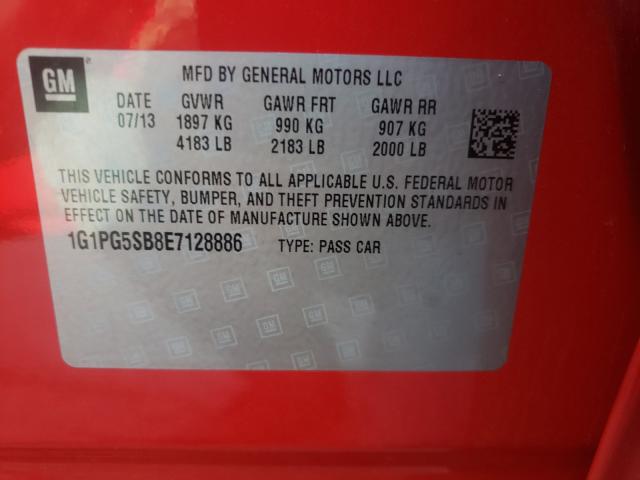 GM
MFD BY GENERAL MOTORS LLC
DATE GVWR GAWR FRT GAWR RR
07/13 1897 KG 990 KG 907 KG
4183 LB 2183 LB 2000 LB
THIS VEHICLE CONFORMS TO ALL APPLICABLE U.S. FEDERAL MOTOR
VEHICLE SAFETY, BUMPER, AND THEFT PREVENTION STANDARDS IN
EFFECT ON THE DATE OF MANUFACTURE SHOWN ABOVE.
1G1PG5SB8E7128886 TYPE: PASS CAR